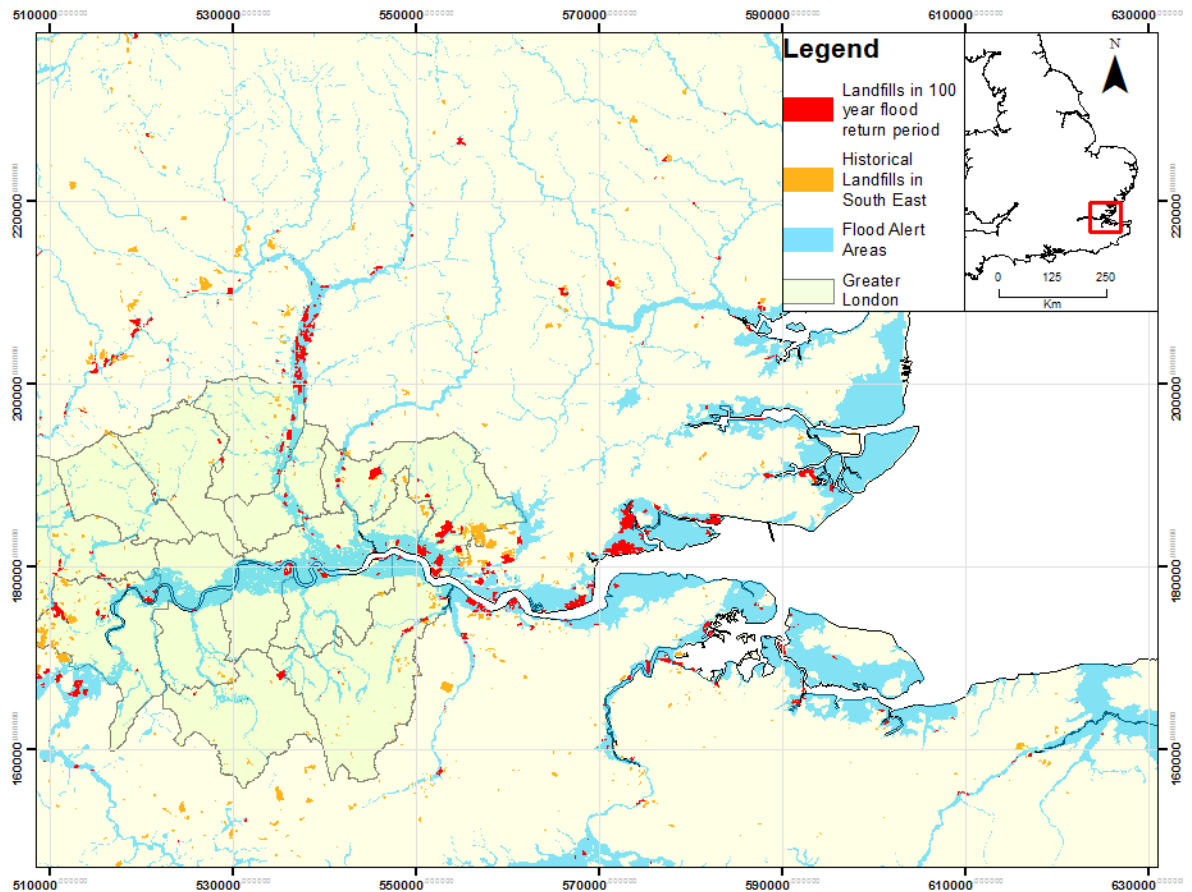 510000 530000 550000 570000 590000 610000 630000
Legend
Landfills in 100
year flood
return period
Historical
Landfills in
South East
Flood Alert
Areas
Greater
London
N
0 125 250
Km
220000
200000
180000
160000
220000
200000
180000
160000
510000 530000 550000 570000 590000 610000 630000